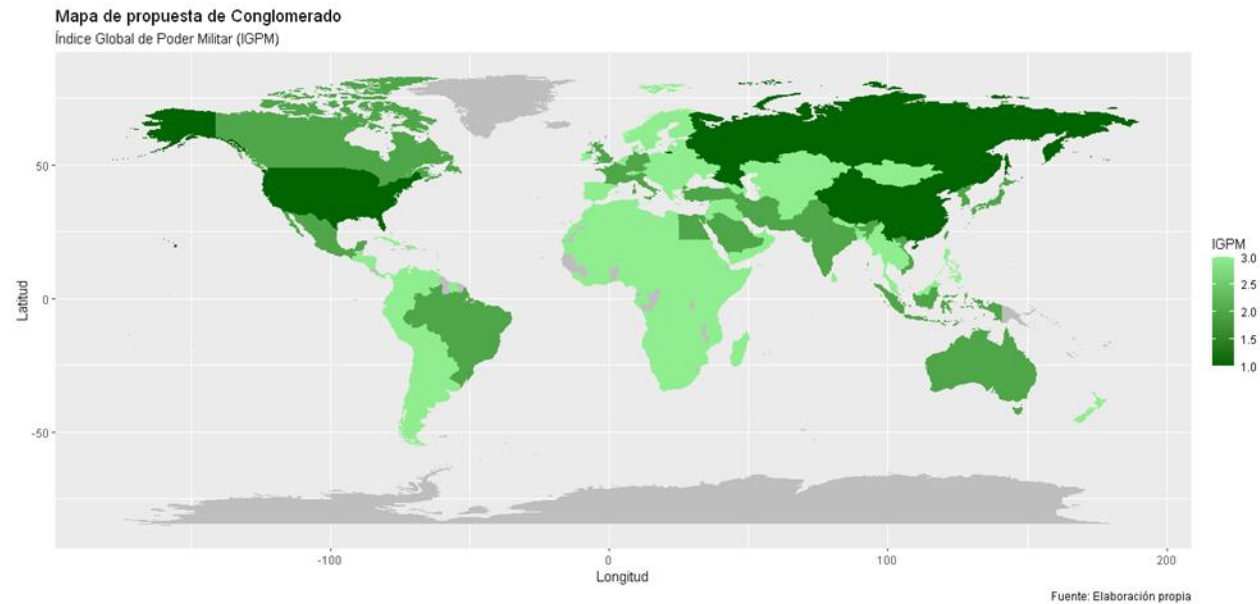 Mapa de propuesta de Conglomerado
Índice Global de Poder Militar (IGPM)
50
0
-50
Latitud
-100
0
100
200
Longitud
IGPM
3.0
2.5
2.0
1.5
1.0
Fuente: Elaboración propia